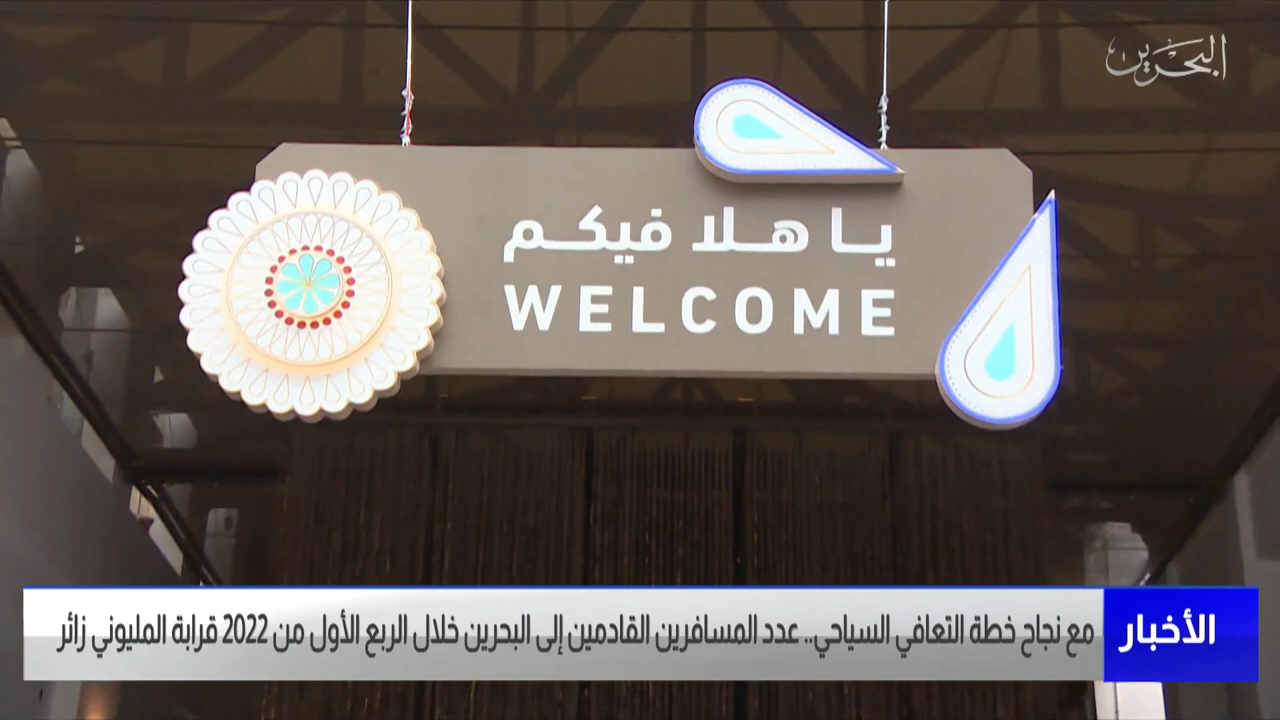 البحرين
يا هلا فيكم
WELCOME
الأخبار
مع نجاح خطة التعافي السياحي.. عدد المسافرين القادمين إلى البحرين خلال الربع الأول من 2022 قرابة المليوني زائر